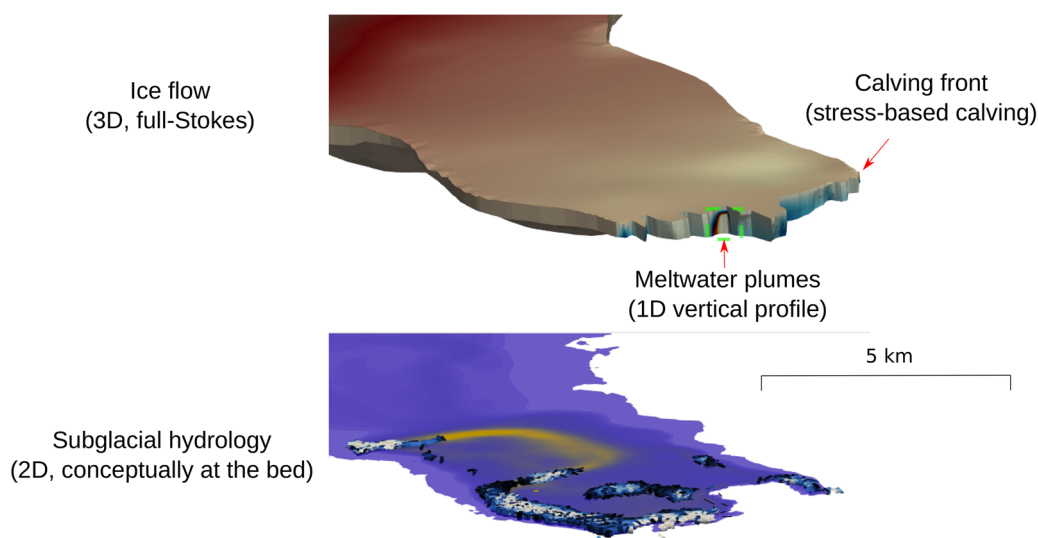 Ice flow
(3D, full-Stokes)
Calving front
(stress-based calving)
Meltwater plumes
(1D vertical profile)
5 km
Subglacial hydrology
(2D, conceptually at the bed)